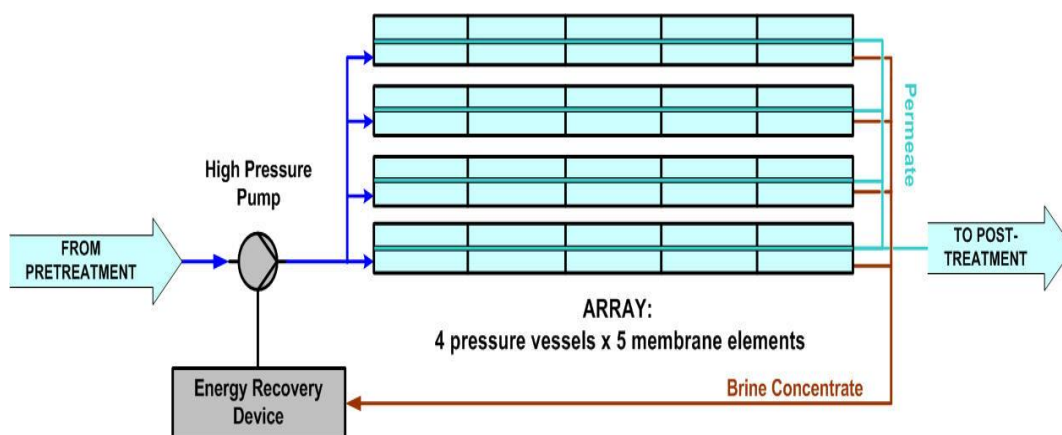 High Pressure
Pump
FROM
PRETREATMENT
Permeate
TO POST-
TREATMENT
ARRAY:
4 pressure vessels x 5 membrane elements
Energy Recovery
Device
Brine Concentrate